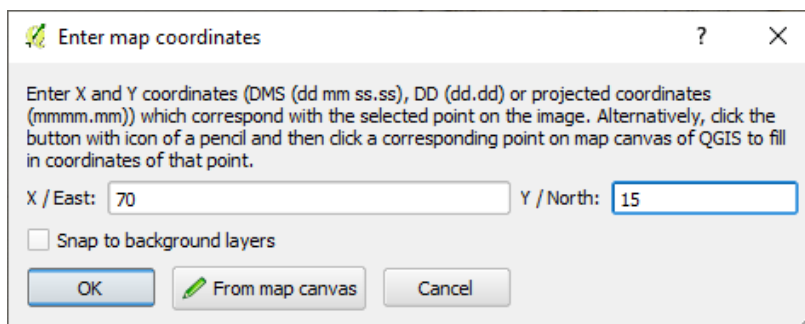 Enter map coordinates
Enter X and Y coordinates (DMS (dd mm ss.ss), DD (dd.dd) or projected coordinates
(mmmm.mm)) which correspond with the selected point on the image. Alternatively, click the
button with icon of a pencil and then click a corresponding point on map canvas of QGIS to fill
in coordinates of that point.
X / East: 70 Y / North: 15
Snap to background layers
OK From map canvas Cancel